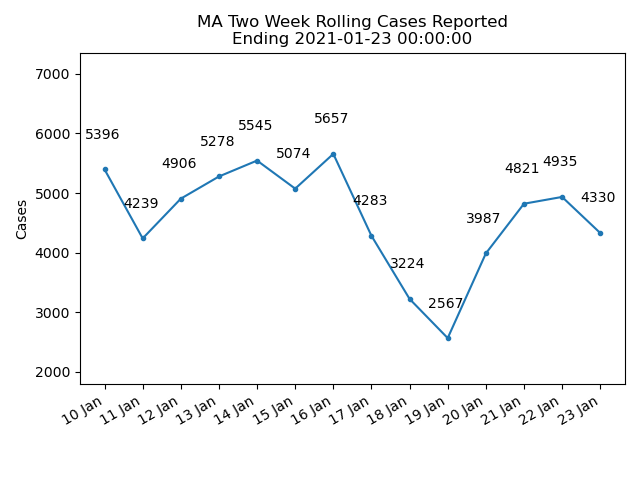 MA Two Week Rolling Cases Reported
Ending 2021-01-23 00:00:00
Cases
7000
6000
5000
4000
3000
2000
5396
4239
4906
5278
5545
5074
5657
4283
3224
2567
3987
4821
4935
4330
10 Jan
11 Jan
12 Jan
13 Jan
14 Jan
15 Jan
16 Jan
17 Jan
18 Jan
19 Jan
20 Jan
21 Jan
22 Jan
23 Jan